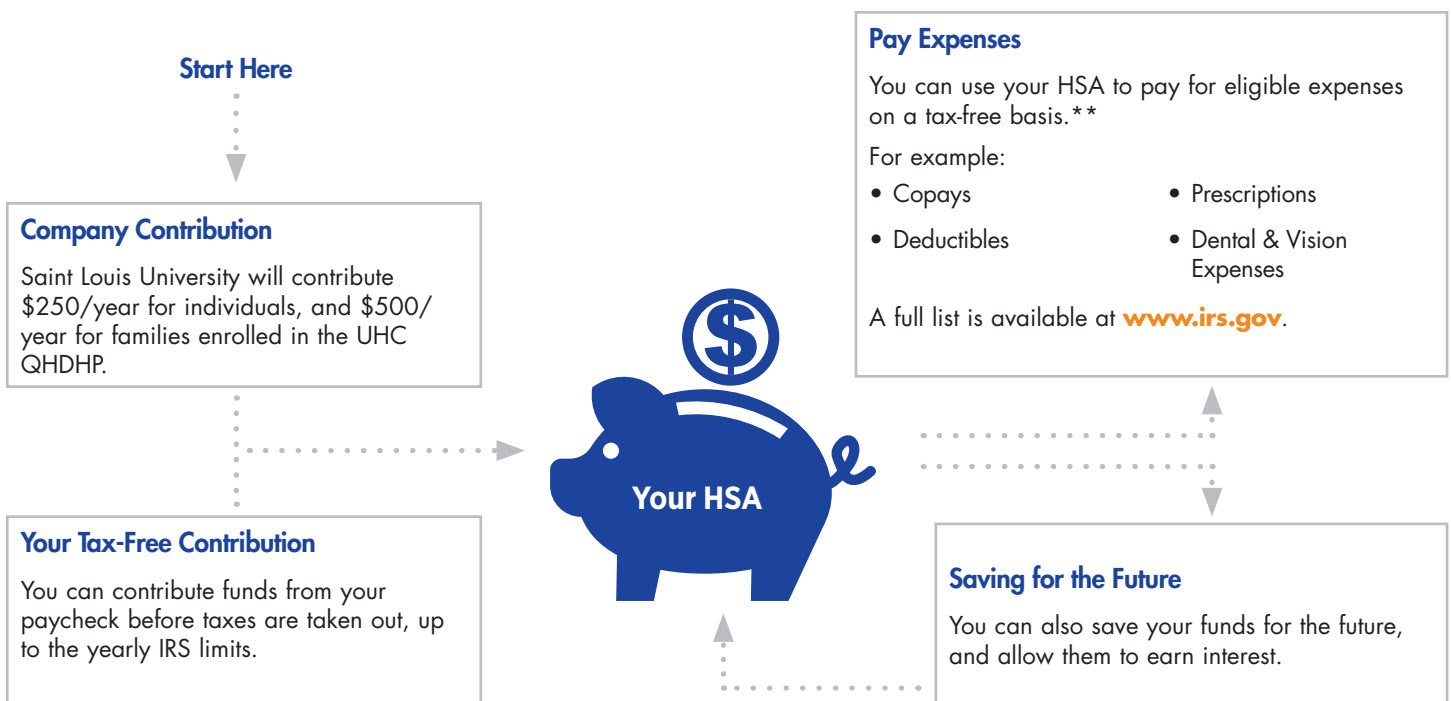 Start Here
Company Contribution
Saint Louis University will contribute
$250/year for individuals, and $500/
year for families enrolled in the UHC
QHDHP.
Your Tax-Free Contribution
You can contribute funds from your
paycheck before taxes are taken out, up
to the yearly IRS limits.
$
Your HSA
Pay Expenses
You can use your HSA to pay for eligible expenses
on a tax-free basis.**
For example:
• Copays
• Deductibles
• Prescriptions
• Dental & Vision
Expenses
A full list is available at www.irs.gov.
Saving for the Future
You can also save your funds for the future,
and allow them to earn interest.